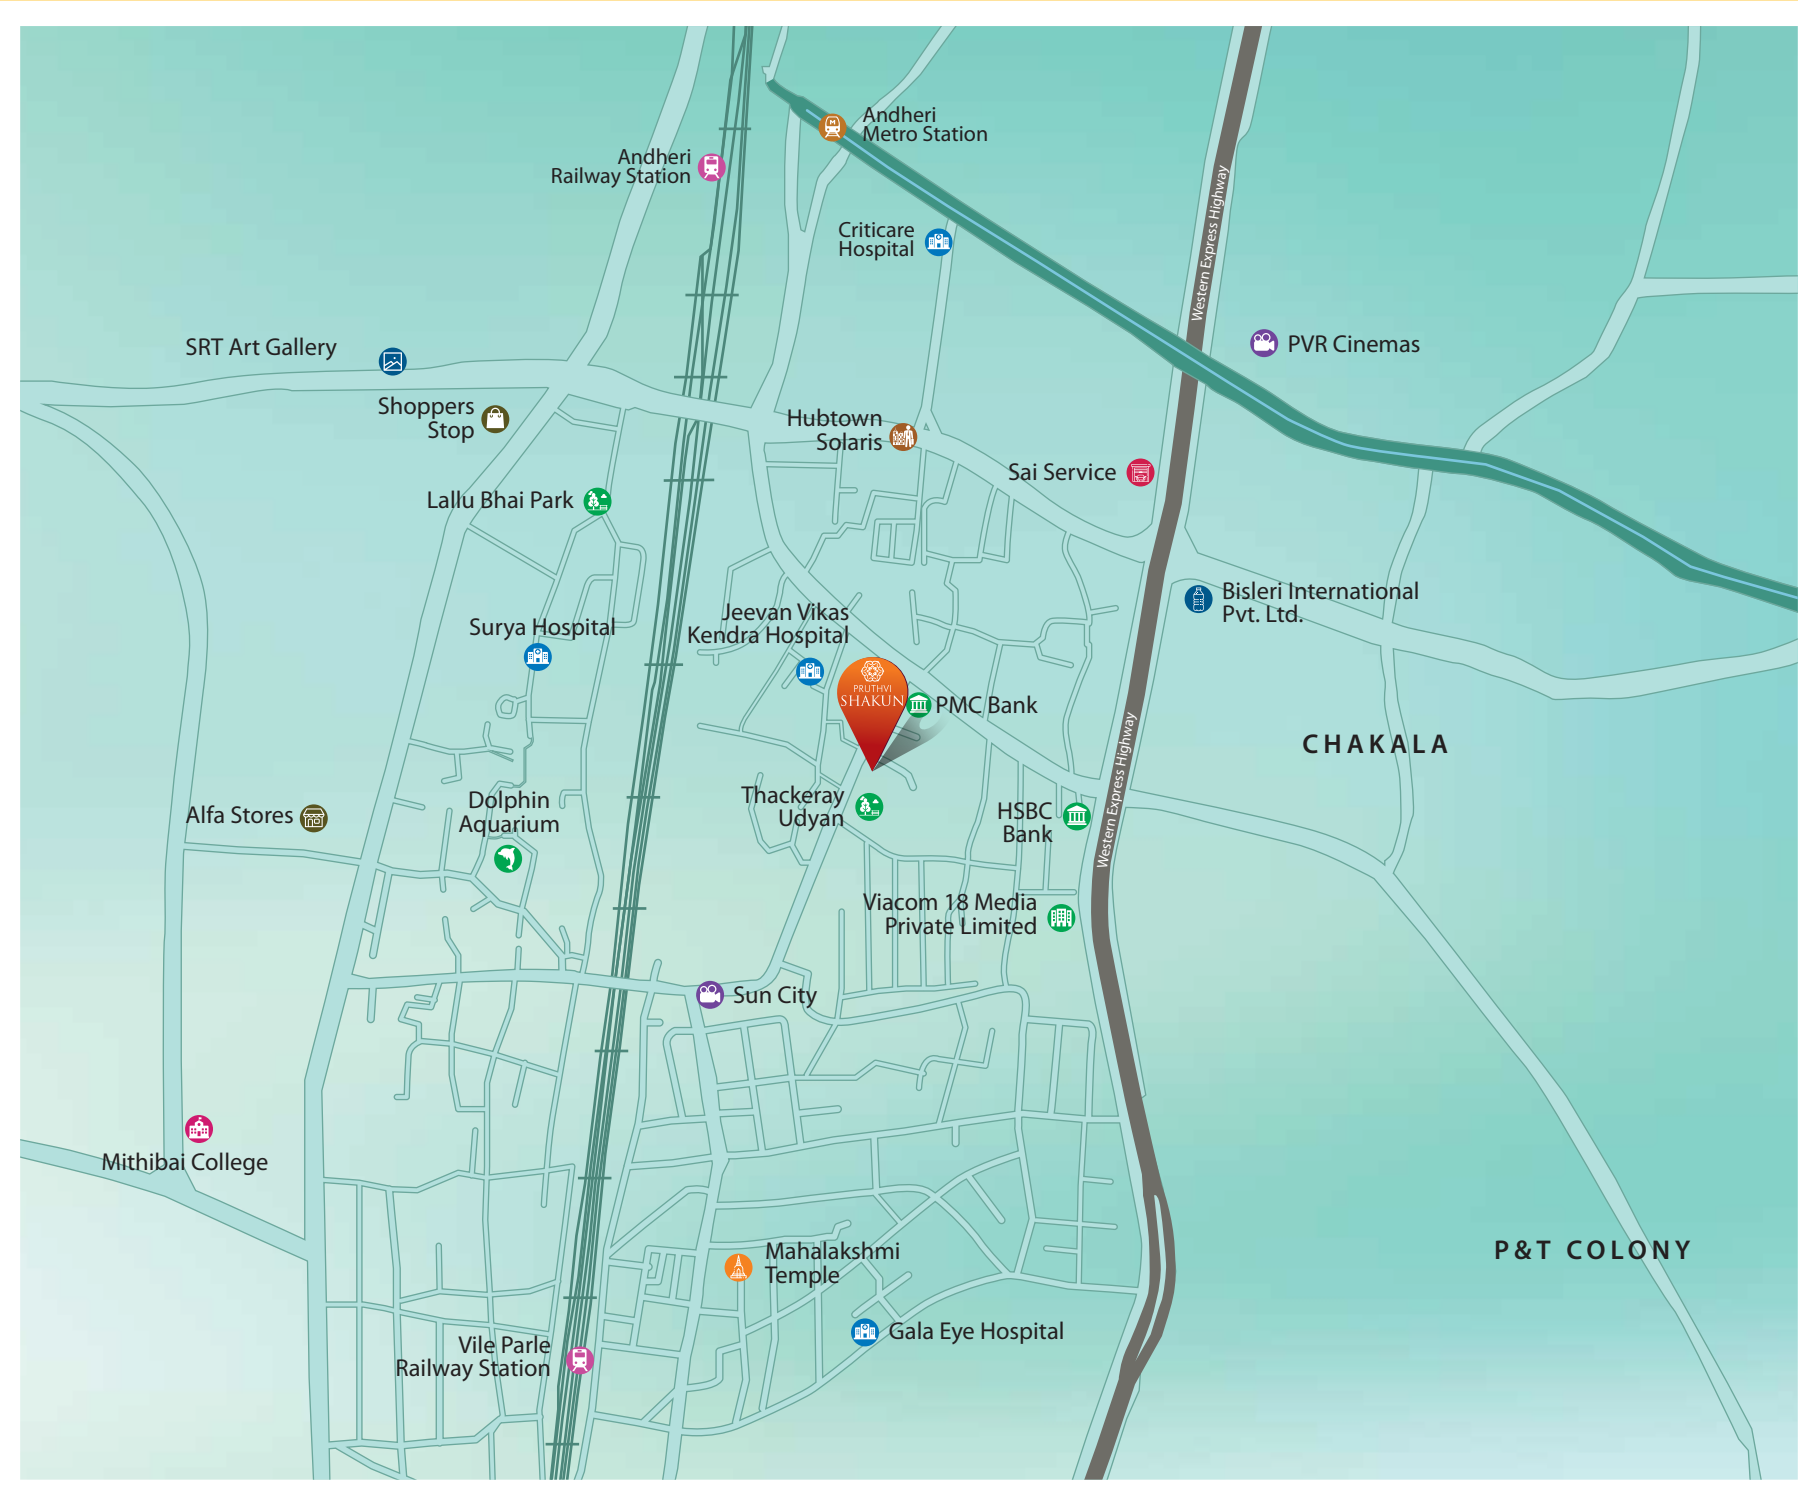 Andheri
Metro Station
Andheri
Railway Station
Western Express Highway
Criticare
Hospital
SRT Art Gallery
PVR Cinemas
Shoppers
Stop
Hubtown
Solaris
Sai Service
Lallu Bhai Park
Bisleri International
Pvt. Ltd.
Jeevan Vikas
Kendra Hospital
Surya Hospital
PRUTHVI
SHAKUN
PMC Bank
CHAKALA
Western Express Highway
Thackeray
Udyan
Dolphin
Aquarium
Alfa Stores
HSBC
Bank
Viacom 18 Media
Private Limited
Sun City
Mithibai College
Mahalakshmi
Temple
P&T COLONY
Gala Eye Hospital
Vile Parle
Railway Station